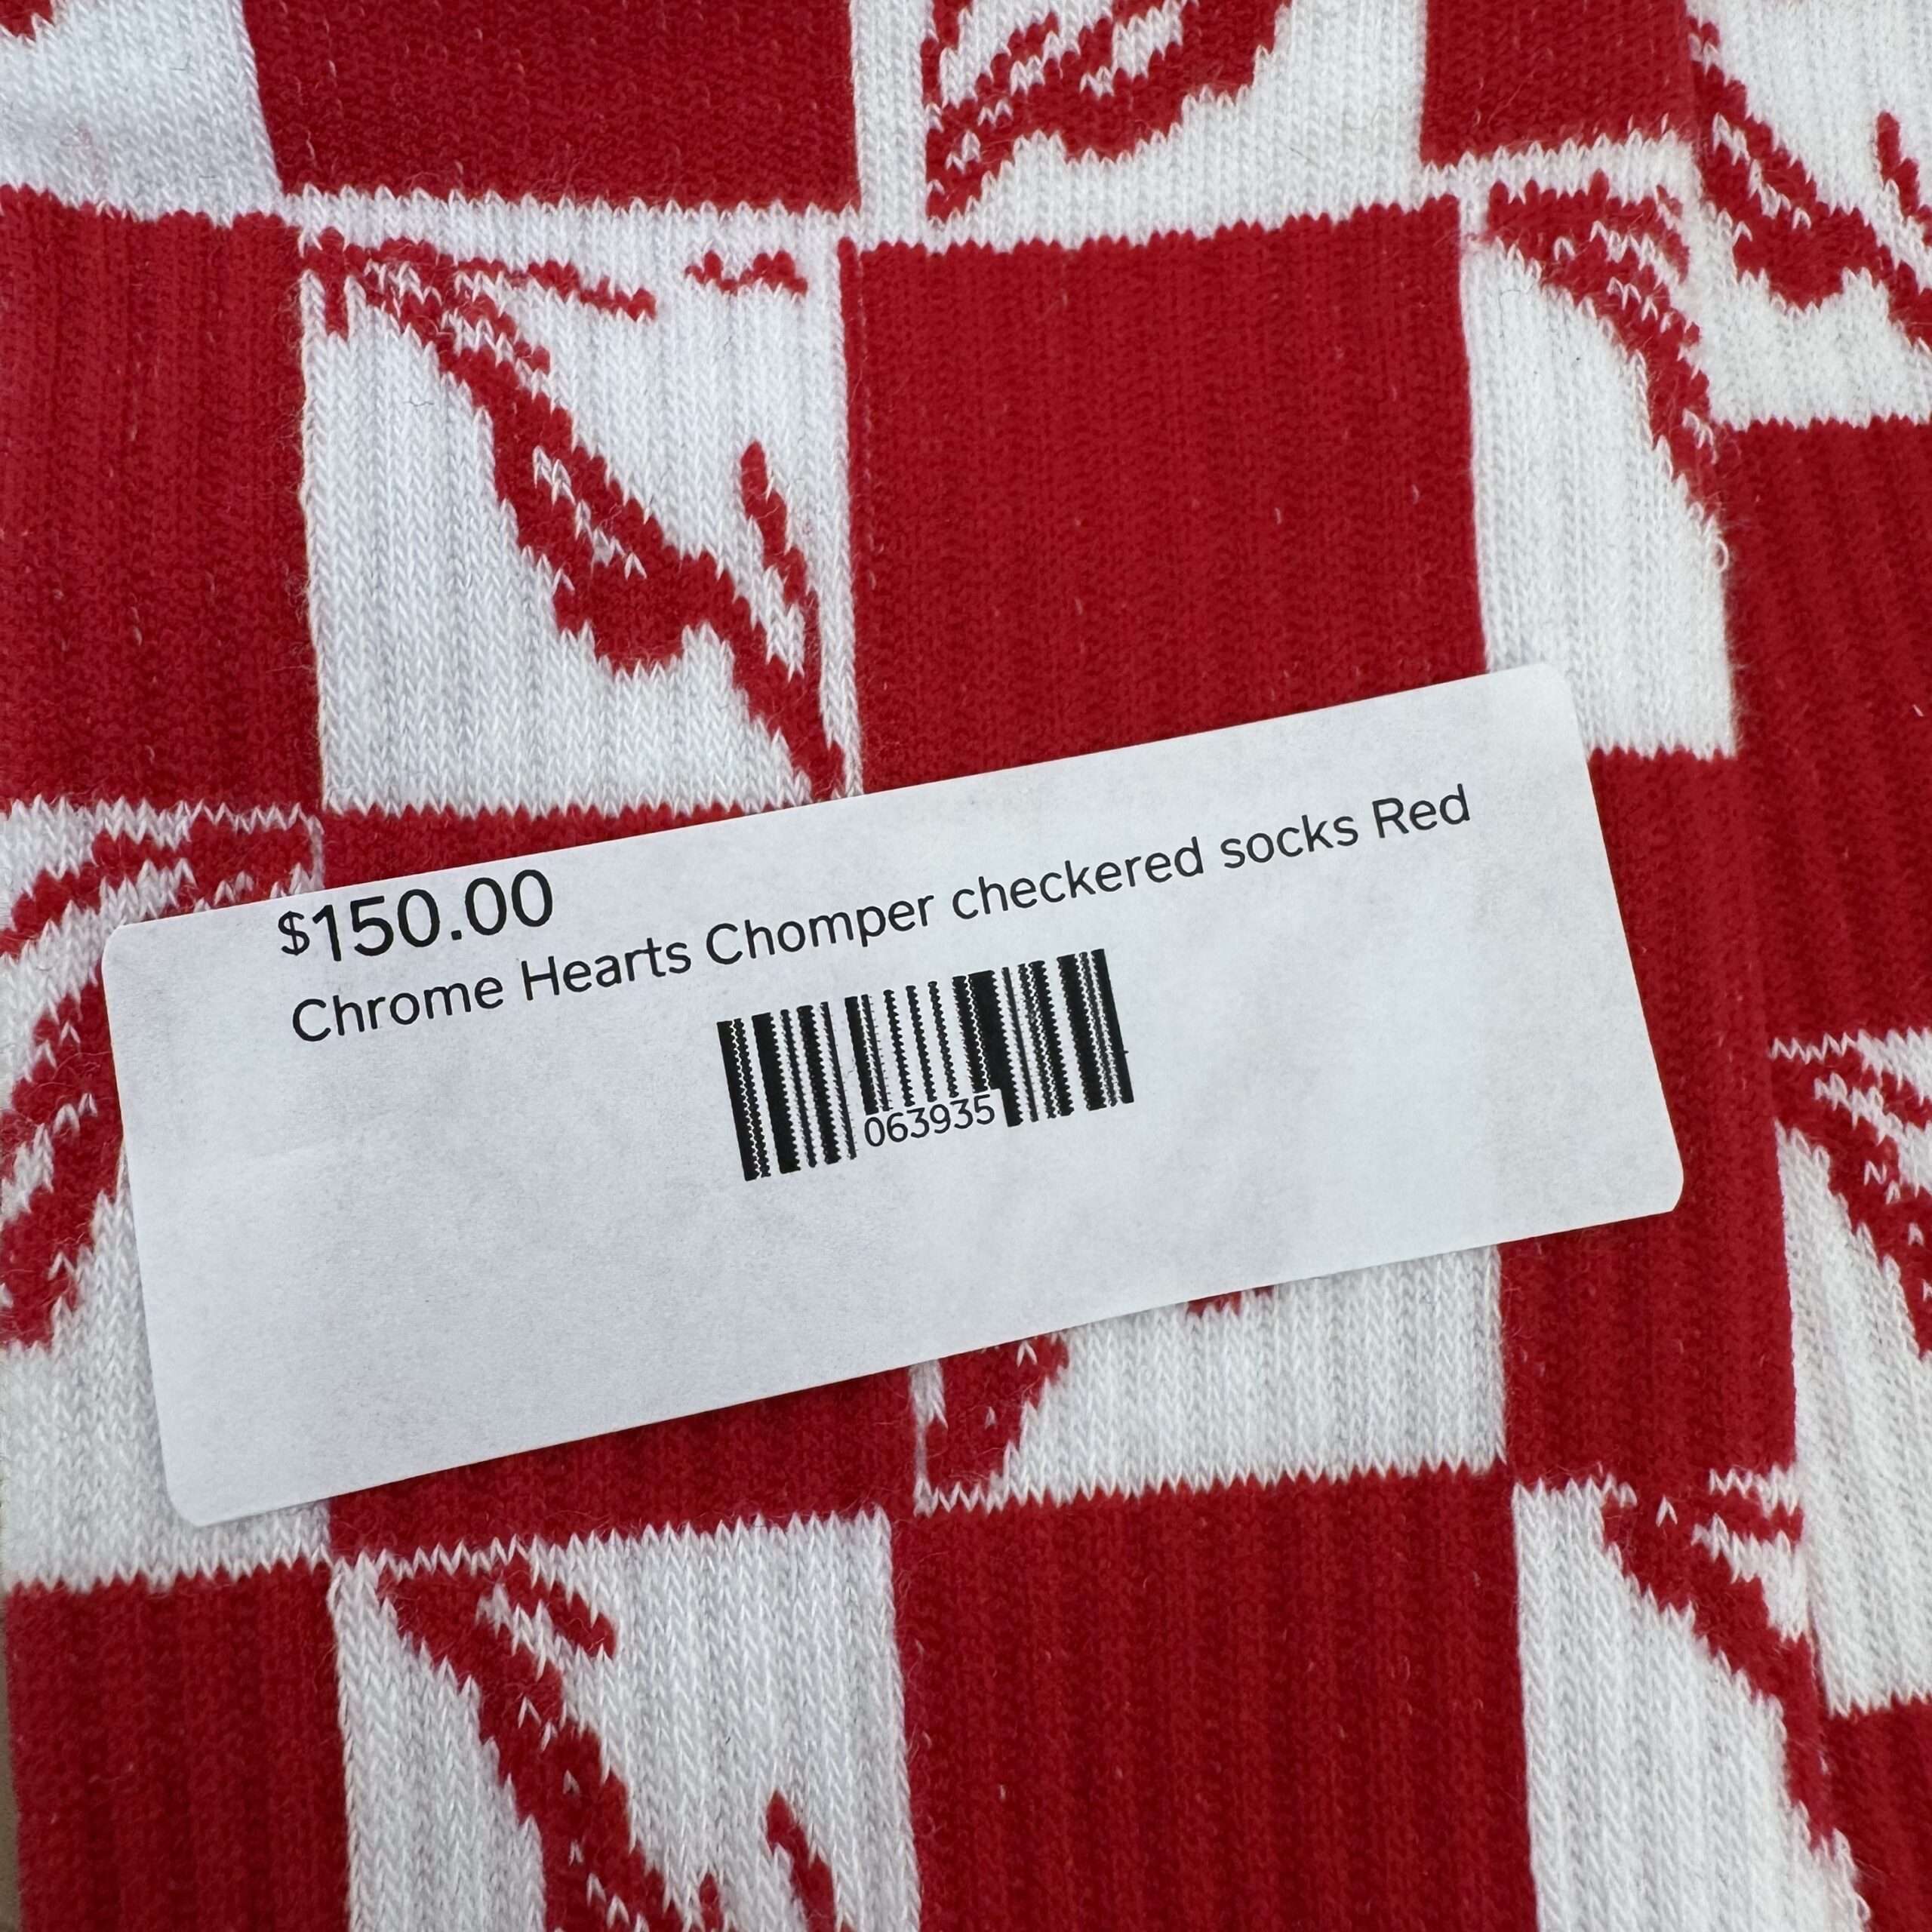 $150.00
Chrome Hearts Chomper checkered socks Red
063935